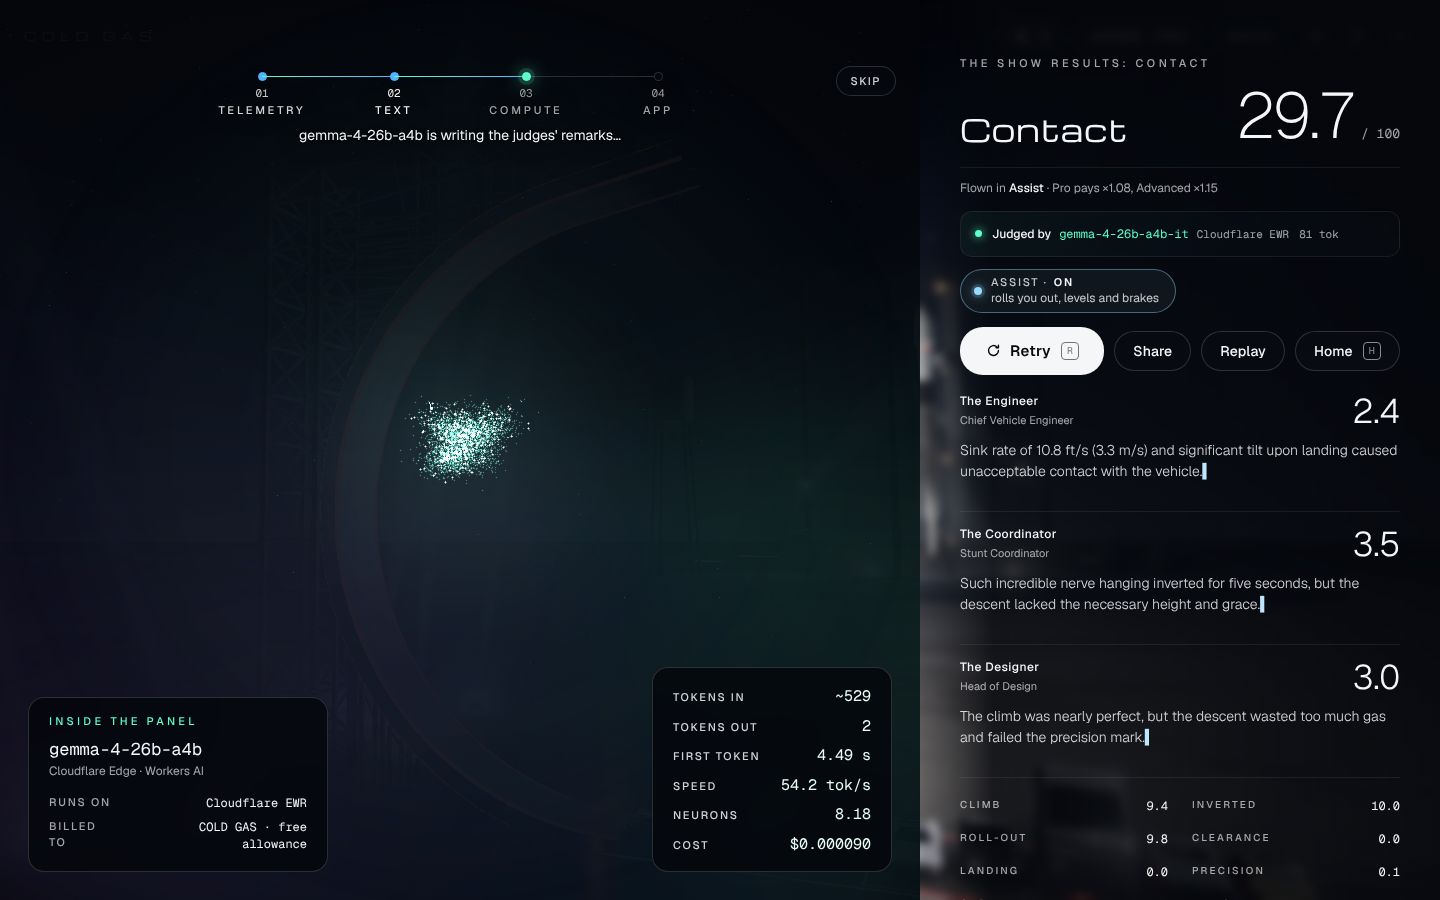 COLD GAS
01
TELEMETRY
02
TEXT
03
COMPUTE
04
APP
SKIP
gemma-4-26b-a4b is writing the judges' remarks...
INSIDE THE PANEL
gemma-4-26b-a4b
Cloudflare Edge · Workers AI
RUNS ON Cloudflare EWR
BILLED TO COLD GAS · free allowance
TOKENS IN ~529
TOKENS OUT 2
FIRST TOKEN 4.49 s
SPEED 54.2 tok/s
NEURONS 8.18
COST $0.000090
THE SHOW RESULTS: CONTACT
Contact 29.7 / 100
Flown in Assist · Pro pays ×1.08, Advanced ×1.15
Judged by gemma-4-26b-a4b-it Cloudflare EWR 81 tok
ASSIST · ON
rolls you out, levels and brakes
Retry R Share Replay Home H
The Engineer 2.4
Chief Vehicle Engineer
Sink rate of 10.8 ft/s (3.3 m/s) and significant tilt upon landing caused
unacceptable contact with the vehicle.
The Coordinator 3.5
Stunt Coordinator
Such incredible nerve hanging inverted for five seconds, but the
descent lacked the necessary height and grace.
The Designer 3.0
Head of Design
The climb was nearly perfect, but the descent wasted too much gas
and failed the precision mark.
CLIMB 9.4 INVERTED 10.0
ROLL-OUT 9.8 CLEARANCE 0.0
LANDING 0.0 PRECISION 0.1